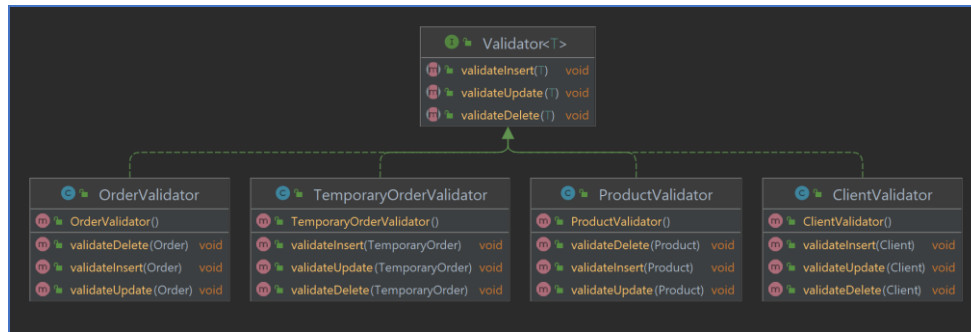 Validator<T>
validateInsert(T) void
validateUpdate(T) void
validateDelete(T) void
OrderValidator
OrderValidator()
validateDelete(Order) void
validateInsert(Order) void
validateUpdate(Order) void
TemporaryOrderValidator
TemporaryOrderValidator()
validateInsert(TemporaryOrder) void
validateUpdate(TemporaryOrder) void
validateDelete(TemporaryOrder) void
ProductValidator
ProductValidator()
validateDelete(Product) void
validateInsert(Product) void
validateUpdate(Product) void
ClientValidator
ClientValidator()
validateInsert(Client) void
validateUpdate(Client) void
validateDelete(Client) void